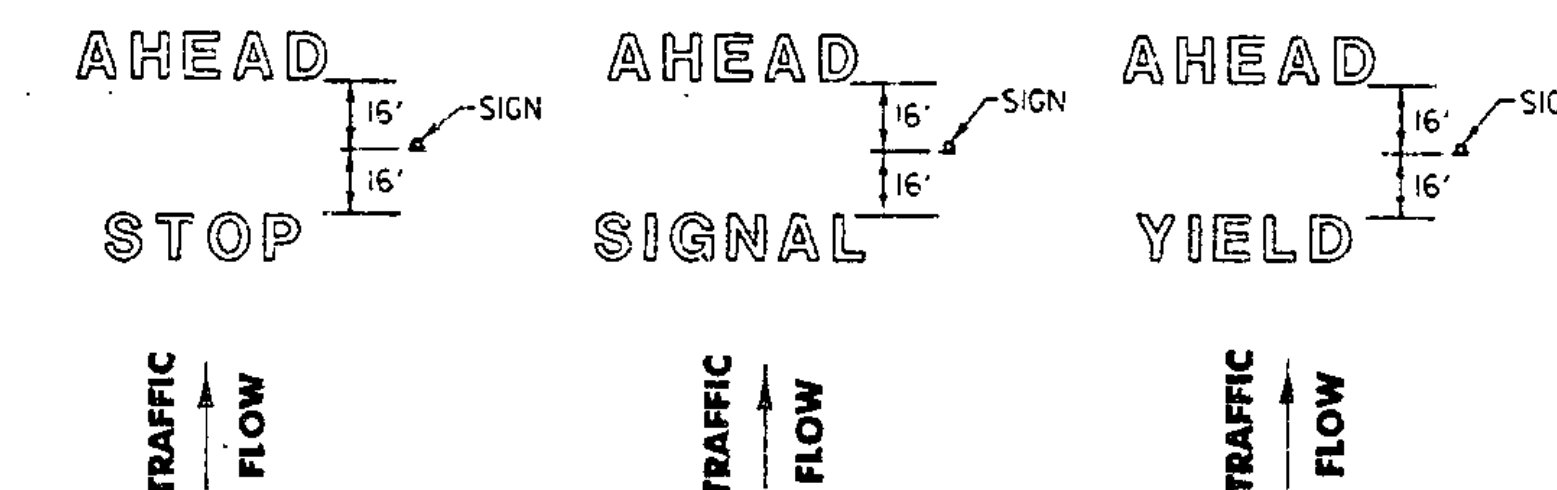 AHEAD AHEAD AHEAD
16' SIGN 16' SIGN 16' SIG
16' 16' 16'
STOP SIGNAL YIELD
TRAFFIC FLOW TRAFFIC FLOW TRAFFIC FLOW